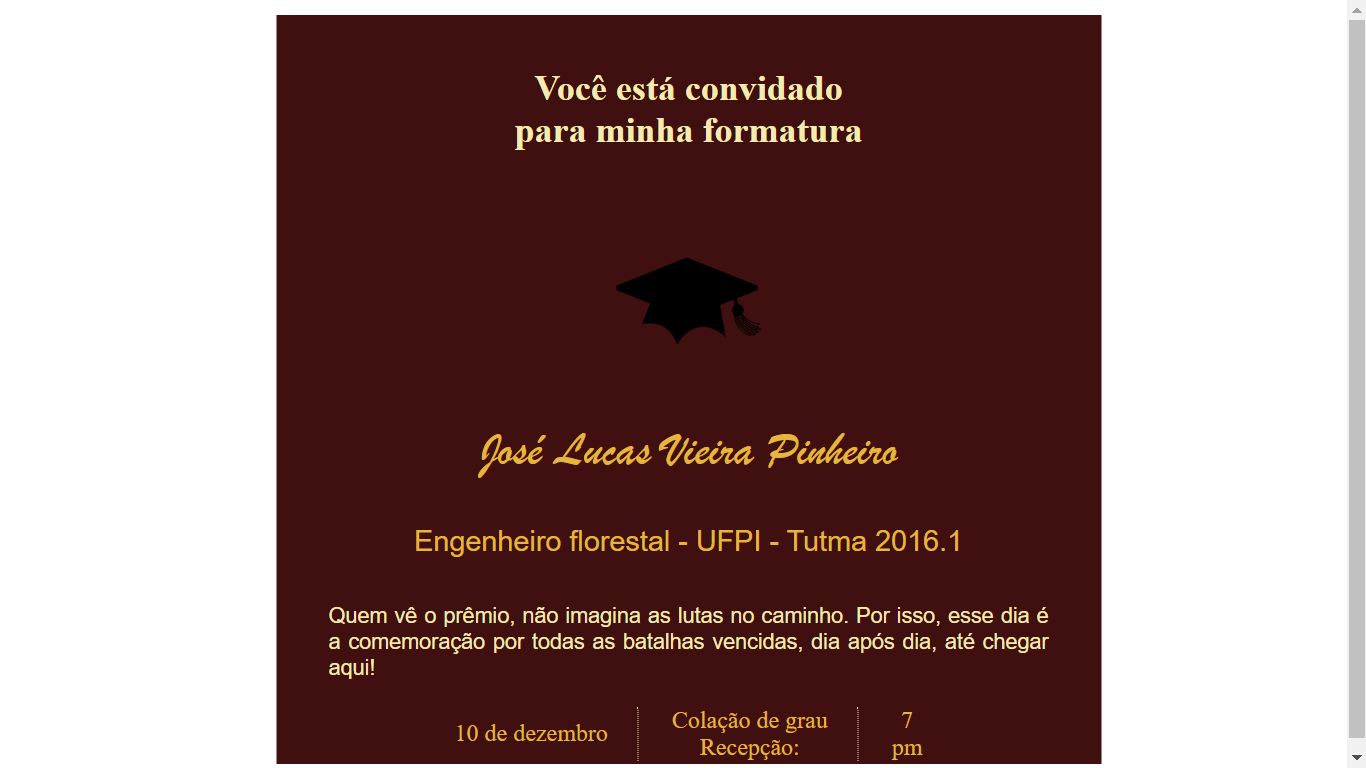 Você está convidado
para minha formatura
José Lucas Vieira Pinheiro
Engenheiro florestal - UFPI - Tutma 2016.1
Quem vê o prêmio, não imagina as lutas no caminho. Por isso, esse dia é
a comemoração por todas as batalhas vencidas, dia após dia, até chegar
aqui!
10 de dezembro
Colação de grau
Recepção:
7
pm